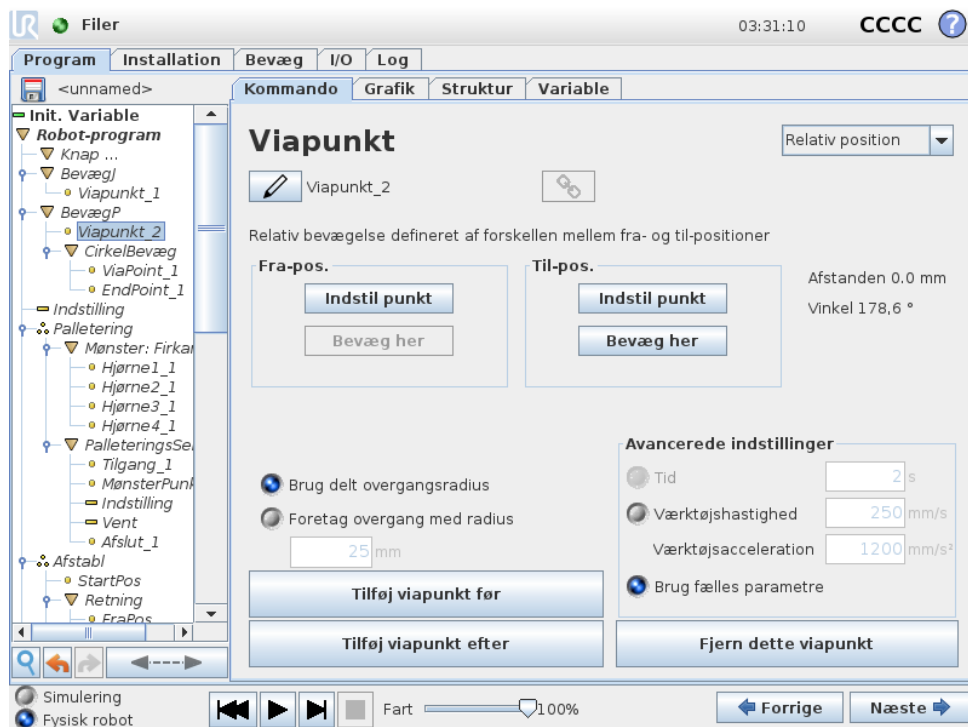 UR Filer 03:31:10 CCCC ?
Program Installation Bevæg I/O Log
<unnamed>
Kommando Grafik Struktur Variable
Init. Variable
Robot-program
Knap ...
BevægJ
Viapunkt_1
BevægP
Viapunkt_2
CirkelBevæg
ViaPoint_1
EndPoint_1
Indstilling
Palletering
Mønster: Firkan
Hjørne1_1
Hjørne2_1
Hjørne3_1
Hjørne4_1
PalleteringsSe
Tilgang_1
MønsterPunk
Indstilling
Vent
Afslut_1
Afstabl
StartPos
Retning
FraPos
Viapunkt
Relativ position
Viapunkt_2
Relativ bevægelse defineret af forskellen mellem fra- og til-positioner
Fra-pos.
Indstil punkt
Bevæg her
Til-pos.
Indstil punkt
Bevæg her
Afstanden 0.0 mm
Vinkel 178,6 °
Brug delt overgangsradius
Foretag overgang med radius
25 mm
Avancerede indstillinger
Tid 2 s
Værktøjshastighed 250 mm/s
Værktøjsacceleration 1200 mm/s²
Brug fælles parametre
Tilføj viapunkt før
Tilføj viapunkt efter
Fjern dette viapunkt
Simulering
Fysisk robot
Fart 100%
Forrige
Næste